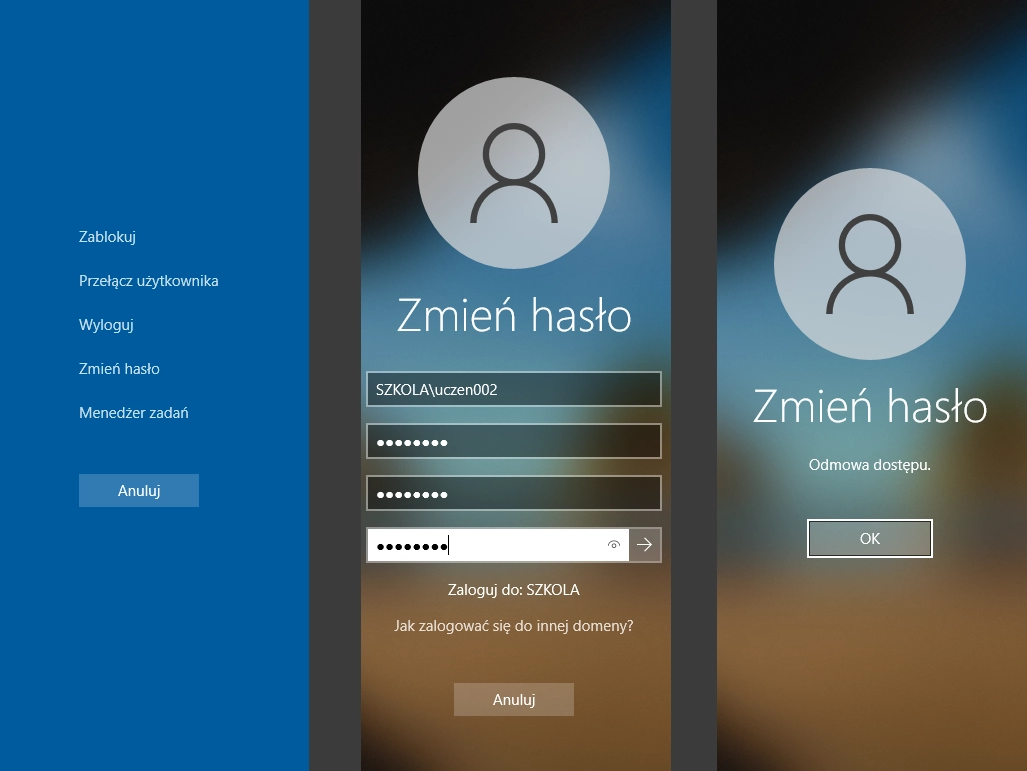 Zablokuj
Przełącz użytkownika
Wyloguj
Zmień hasło
Menedżer zadań
Anuluj
Zmień hasło
SZKOLA\uczen002
●●●●●●●●
●●●●●●●●
●●●●●●●●
Zaloguj do: SZKOLA
Jak zalogować się do innej domeny?
Anuluj
Zmień hasło
Odmowa dostępu.
OK